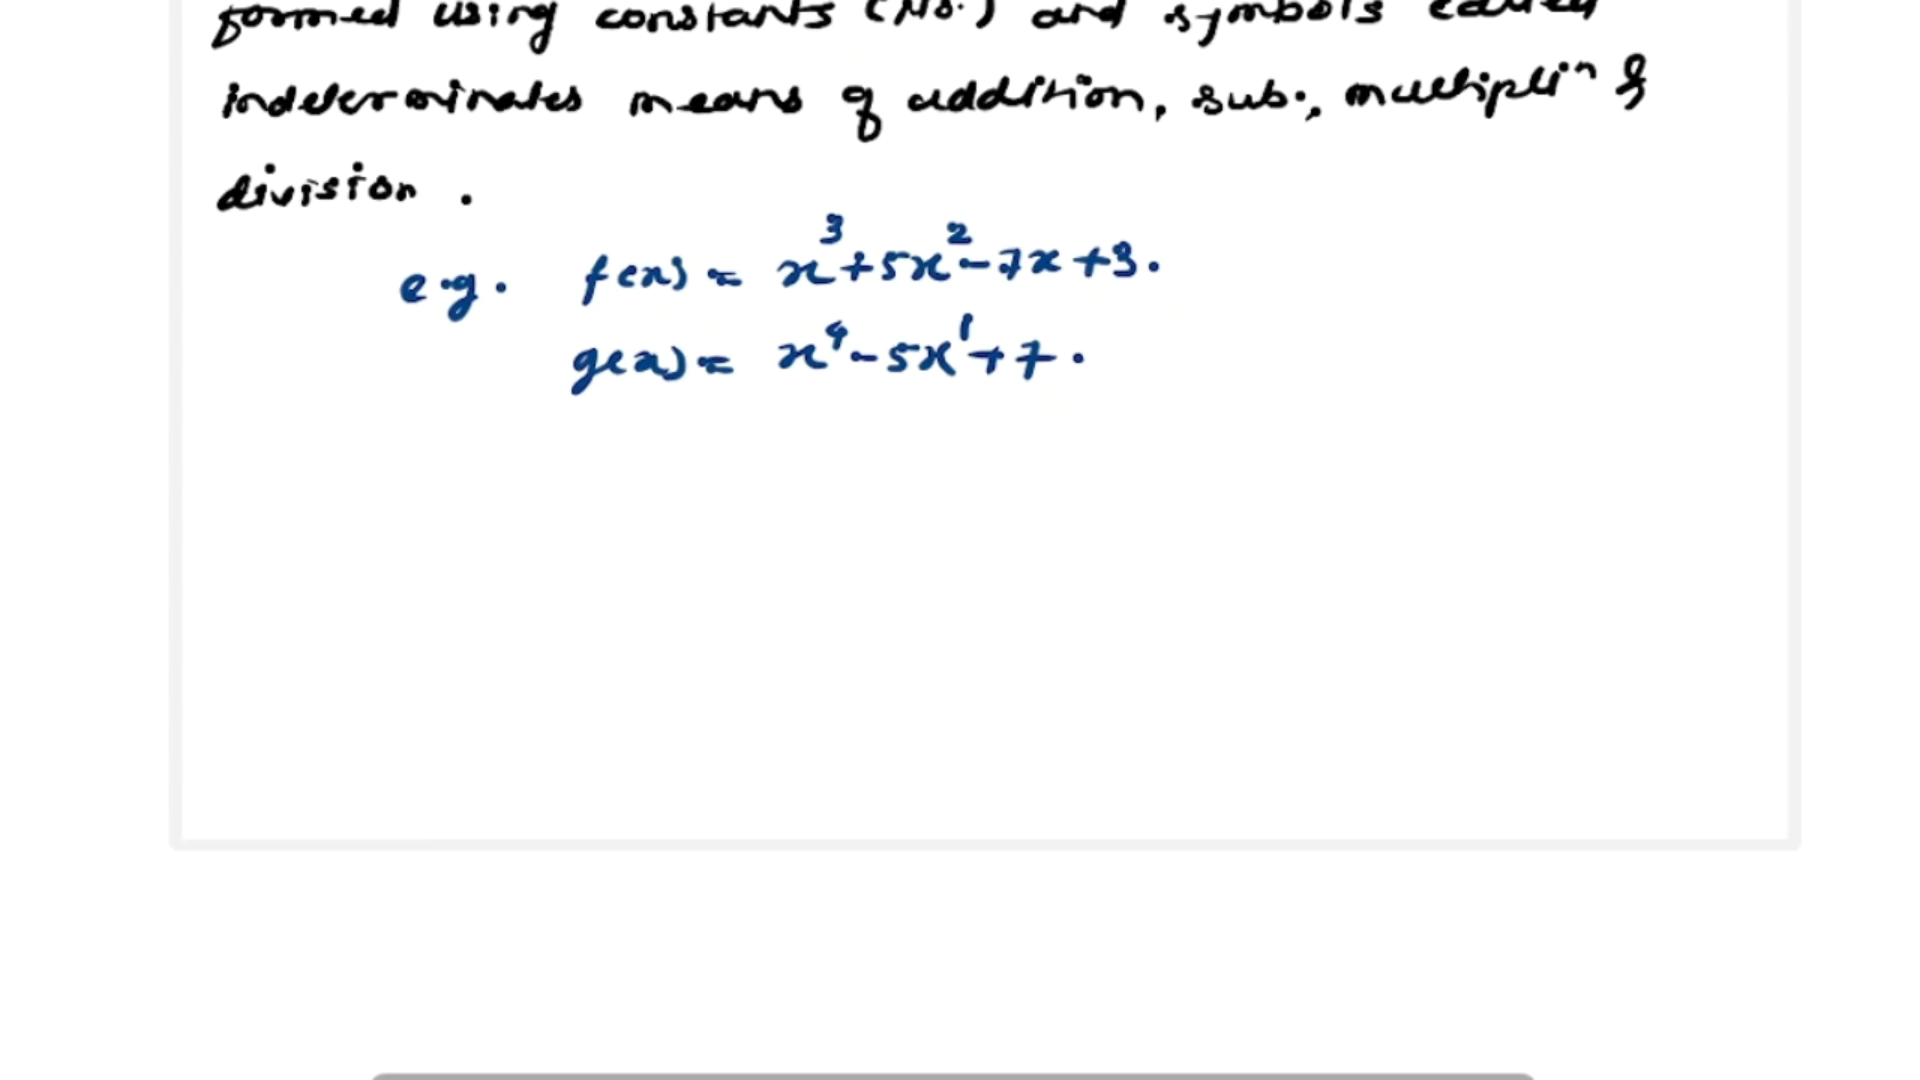 formed using constants (No.) and symbols called
indeterminates means of addition, sub., multiplin &
division .
e.g. f(x) = x³+5x²-7x+3.
g(x) = x⁴-5x¹+7.